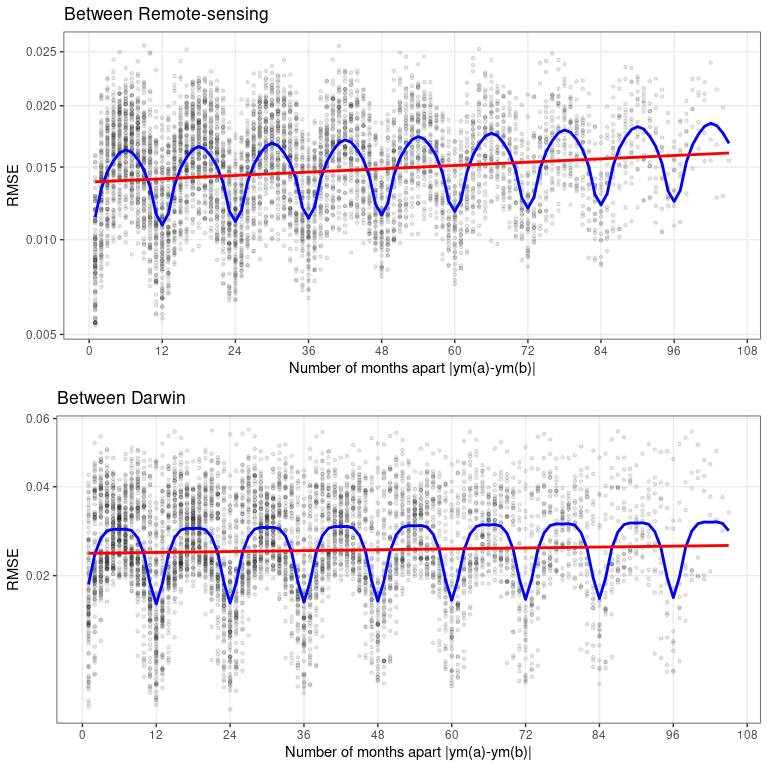 Between Remote-sensing
RMSE
0.025
0.020
0.015
0.010
0.005
0 12 24 36 48 60 72 84 96 108
Number of months apart |ym(a)-ym(b)|
Between Darwin
RMSE
0.06
0.04
0.02
0 12 24 36 48 60 72 84 96 108
Number of months apart |ym(a)-ym(b)|